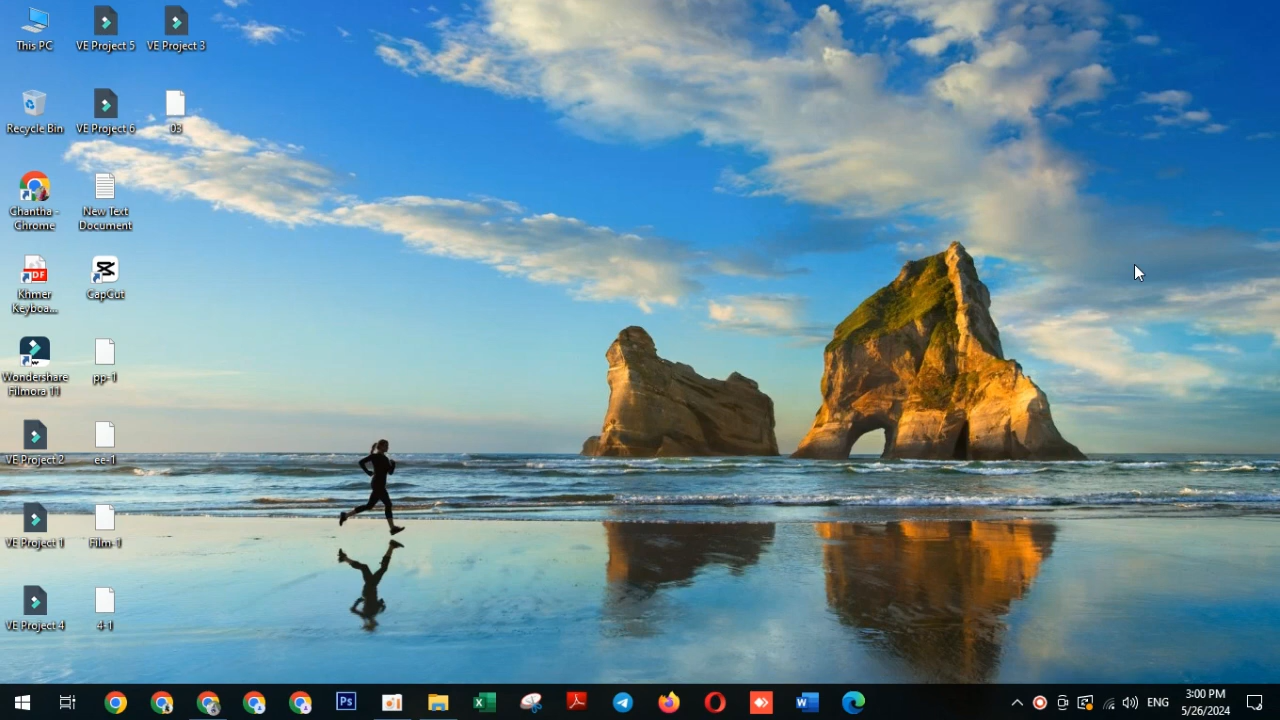 This PC
VE Project 5
VE Project 3
Recycle Bin
VE Project 6
03
Chantha -
Chrome
New Text
Document
Khmer
Keyboa...
CapCut
Wondershare
Filmora 11
pp-1
VE Project 2
ee-1
VE Project 1
Film-1
VE Project 4
4-1
PDF
Ps
ENG
3:00 PM
5/26/2024